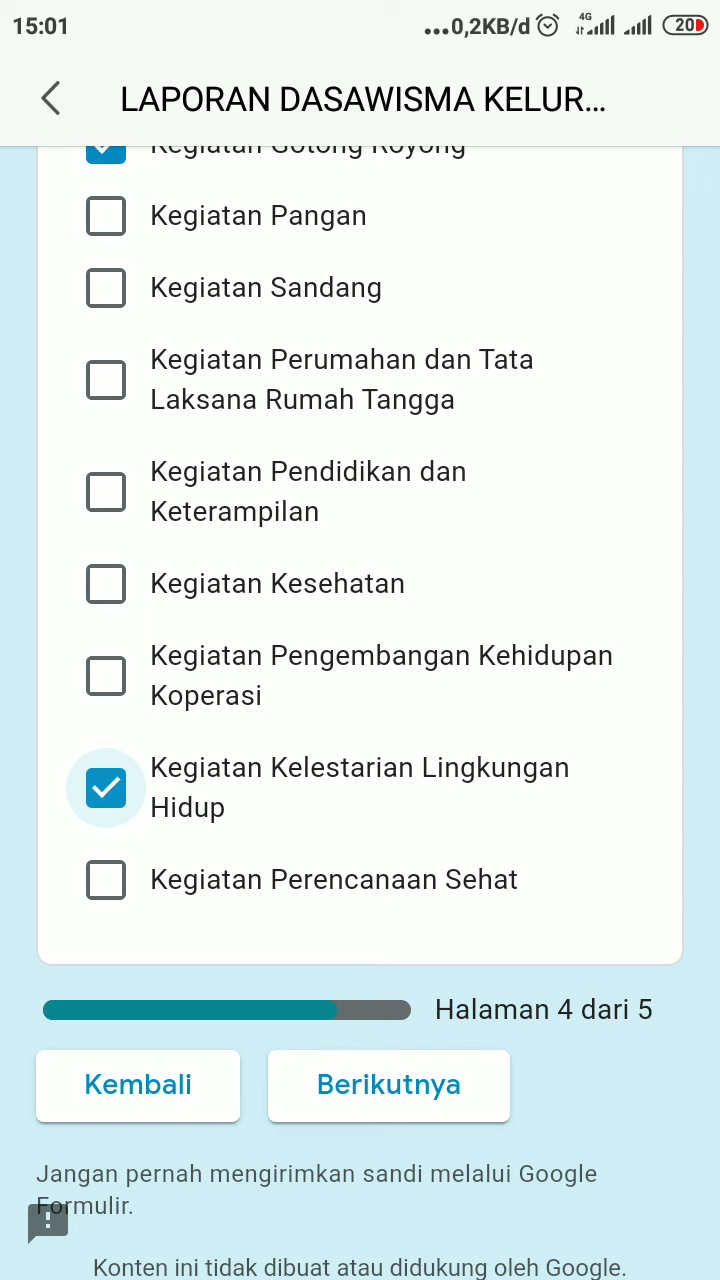 15:01
...0,2KB/d
4G
20
LAPORAN DASAWISMA KELUR...
Kegiatan Gotong Royong
Kegiatan Pangan
Kegiatan Sandang
Kegiatan Perumahan dan Tata
Laksana Rumah Tangga
Kegiatan Pendidikan dan
Keterampilan
Kegiatan Kesehatan
Kegiatan Pengembangan Kehidupan
Koperasi
Kegiatan Kelestarian Lingkungan
Hidup
Kegiatan Perencanaan Sehat
Halaman 4 dari 5
Kembali
Berikutnya
Jangan pernah mengirimkan sandi melalui Google
Formulir.
Konten ini tidak dibuat atau didukung oleh Google.